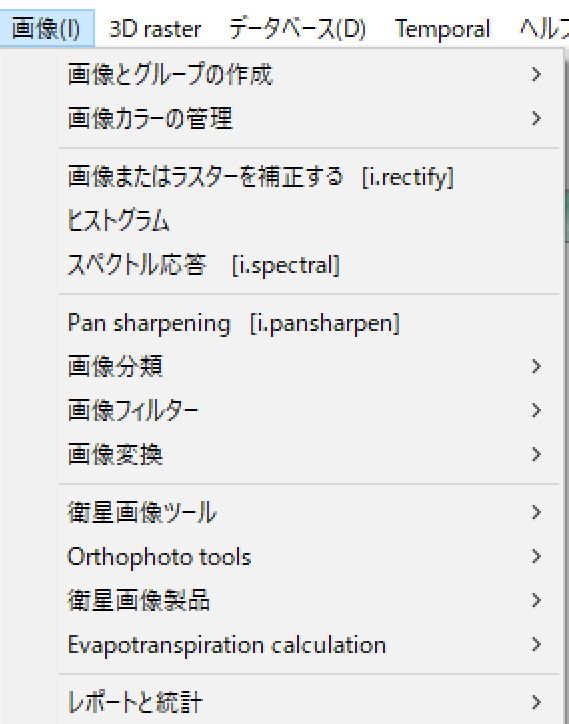 画像(I) 3D raster データベース(D) Temporal ヘルプ
画像とグループの作成
画像カラーの管理
画像またはラスターを補正する [i.rectify]
ヒストグラム
スペクトル応答 [i.spectral]
Pan sharpening [i.pansharpen]
画像分類
画像フィルター
画像変換
衛星画像ツール
Orthophoto tools
衛星画像製品
Evapotranspiration calculation
レポートと統計